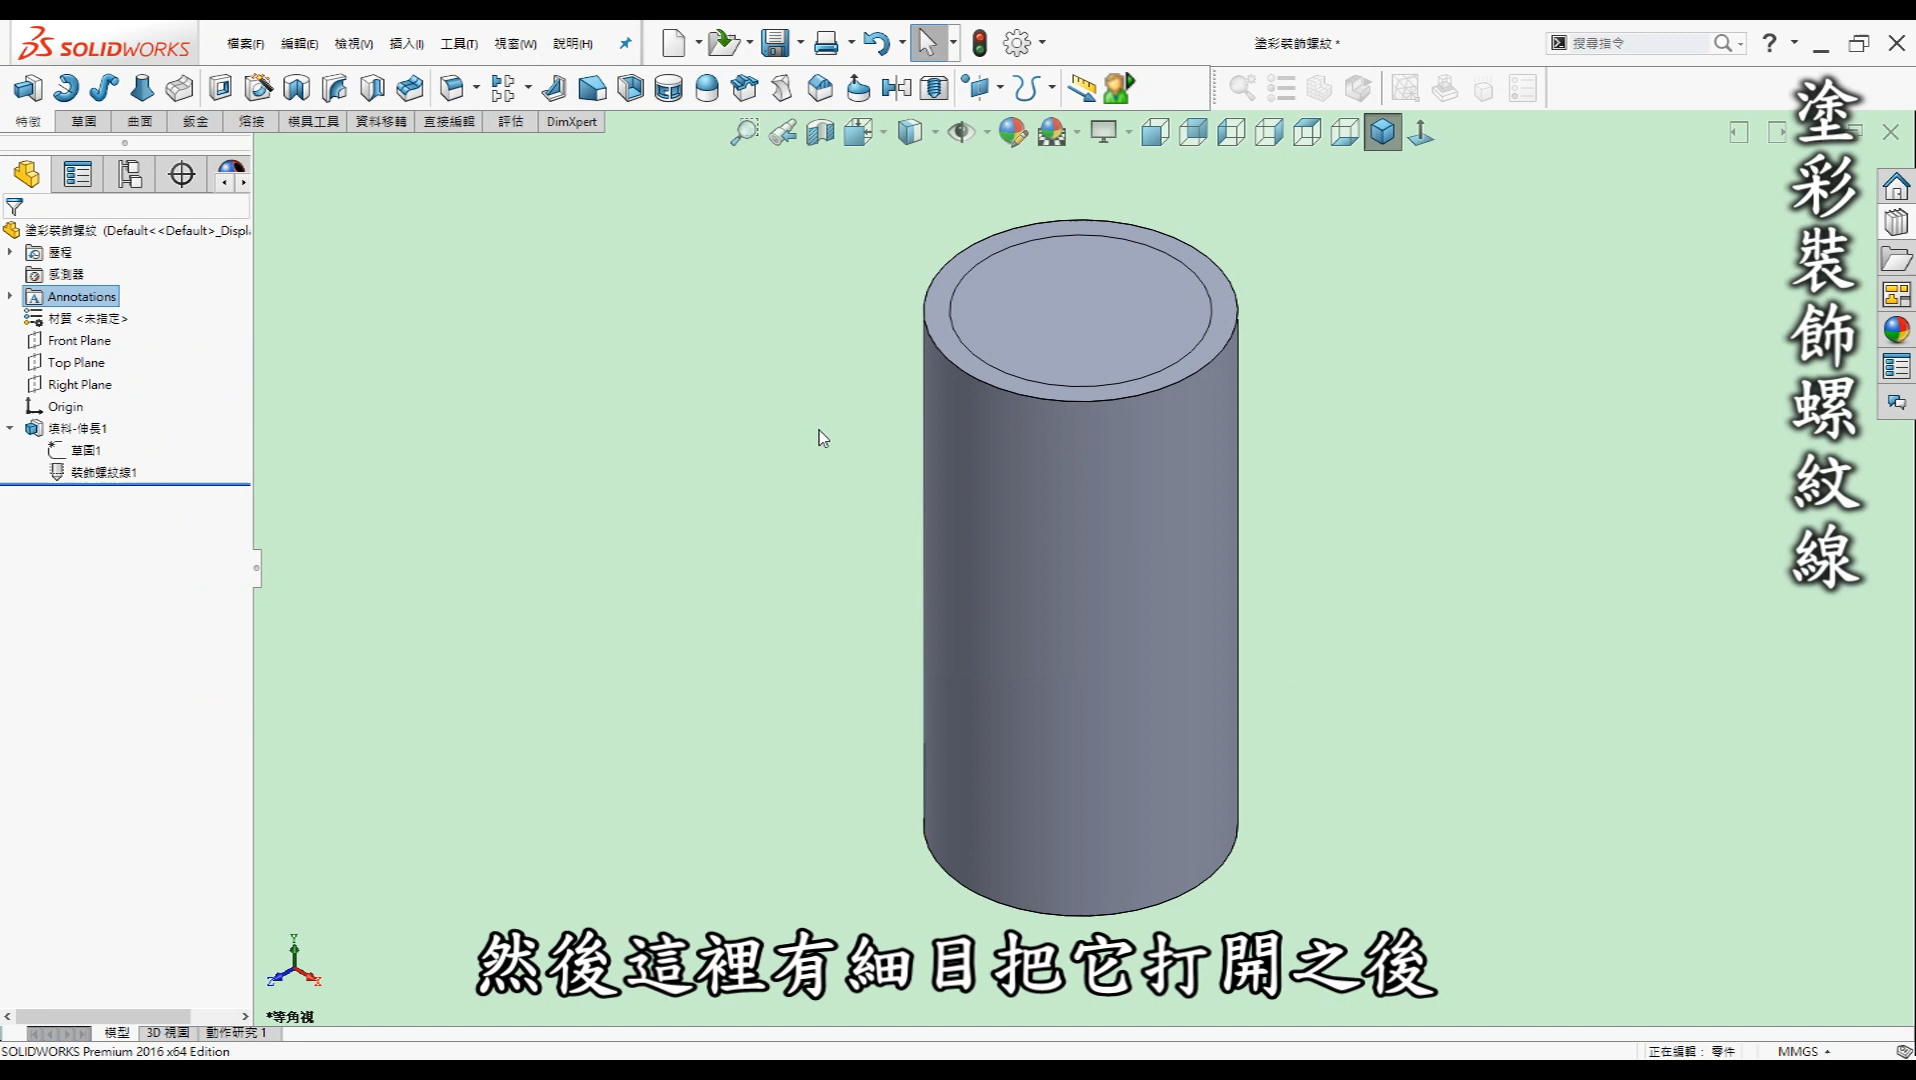 SOLIDWORKS
檔案(F) 編輯(E) 檢視(V) 插入(I) 工具(T) 視窗(W) 說明(H)
塗彩裝飾螺紋 *
搜尋指令
特徵 草圖 曲面 鈑金 熔接 模具工具 資料移轉 直接編輯 評估 DimXpert
塗彩裝飾螺紋 (Default<<Default>_Displ
歷程
感測器
Annotations
材質 <未指定>
Front Plane
Top Plane
Right Plane
Origin
填料-伸長1
草圖1
裝飾螺紋線1
塗彩裝飾螺紋線
然後這裡有細目把它打開之後
*等角視
模型 3D 視圖 動作研究 1
SOLIDWORKS Premium 2016 x64 Edition
正在編輯： 零件
MMGS